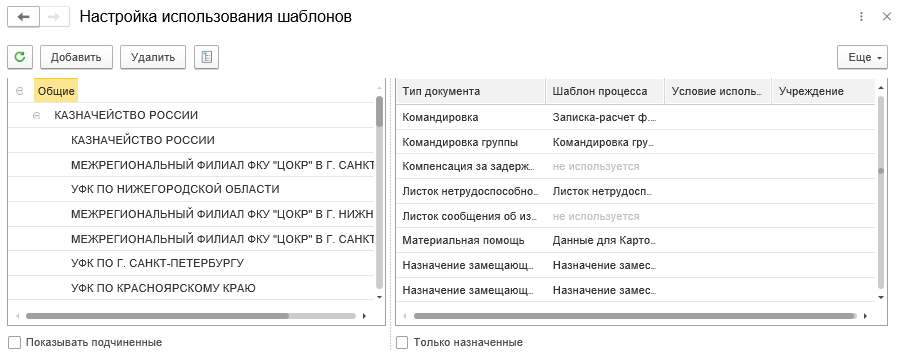 Настройка использования шаблонов
Добавить Удалить Еще
Общие
КАЗНАЧЕЙСТВО РОССИИ
КАЗНАЧЕЙСТВО РОССИИ
МЕЖРЕГИОНАЛЬНЫЙ ФИЛИАЛ ФКУ "ЦОКР" В Г. САНКТ
УФК ПО НИЖЕГОРОДСКОЙ ОБЛАСТИ
МЕЖРЕГИОНАЛЬНЫЙ ФИЛИАЛ ФКУ "ЦОКР" В Г. НИЖН
МЕЖРЕГИОНАЛЬНЫЙ ФИЛИАЛ ФКУ "ЦОКР" В Г. САНКТ
УФК ПО Г. САНКТ-ПЕТЕРБУРГУ
УФК ПО КРАСНОЯРСКОМУ КРАЮ
Тип документа Шаблон процесса Условие исполь... Учреждение
Командировка Записка-расчет ф...
Командировка группы Командировка гру...
Компенсация за задерж... не используется
Листок нетрудоспособно... Листок нетрудосп...
Листок сообщения об из... не используется
Материальная помощь Данные для Карто...
Назначение замещающ... Назначение замес...
Назначение замещающ... Назначение замес...
Показывать подчиненные Только назначенные